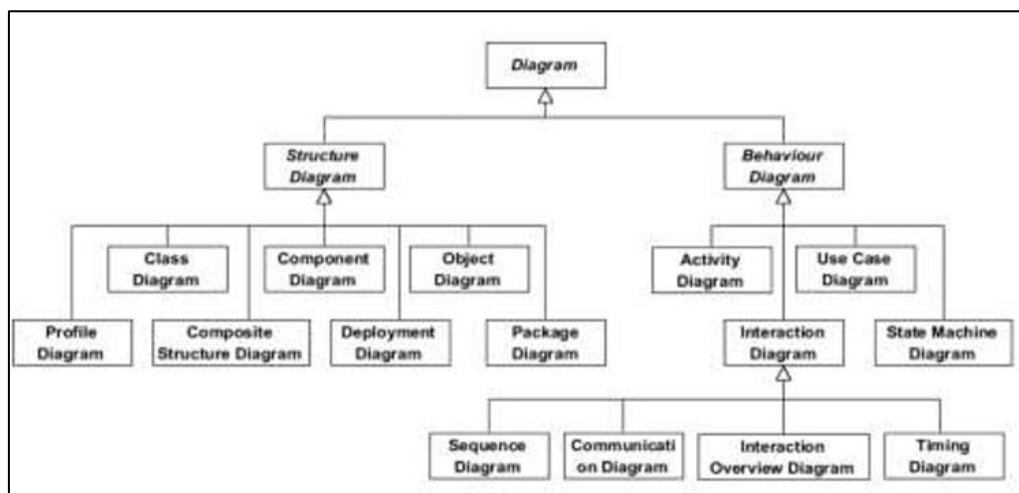 Diagram
Structure
Diagram
Behaviour
Diagram
Class
Diagram
Component
Diagram
Object
Diagram
Activity
Diagram
Use Case
Diagram
Profile
Diagram
Composite
Structure Diagram
Deployment
Diagram
Package
Diagram
Interaction
Diagram
State Machine
Diagram
Sequence
Diagram
Communicati
on Diagram
Interaction
Overview Diagram
Timing
Diagram